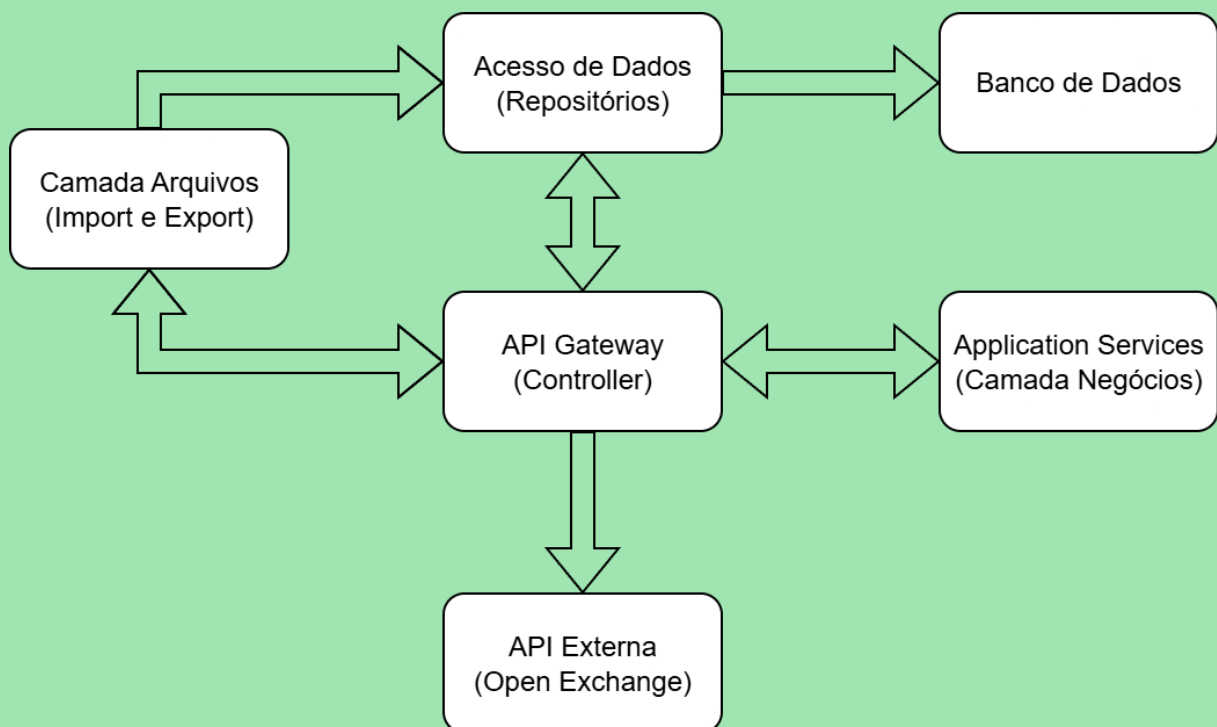 Acesso de Dados
(Repositórios)
Banco de Dados
Camada Arquivos
(Import e Export)
API Gateway
(Controller)
Application Services
(Camada Negócios)
API Externa
(Open Exchange)